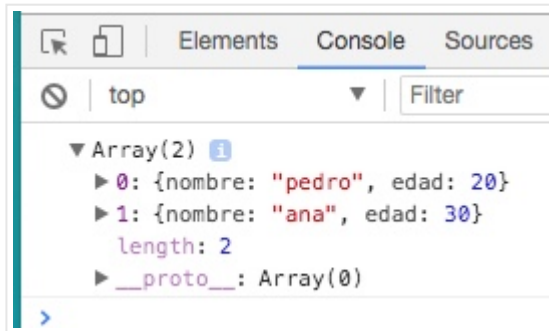 Elements Console Sources
top Filter
▼ Array(2) i
▶ 0: {nombre: "pedro", edad: 20}
▶ 1: {nombre: "ana", edad: 30}
length: 2
▶ __proto__: Array(0)
>